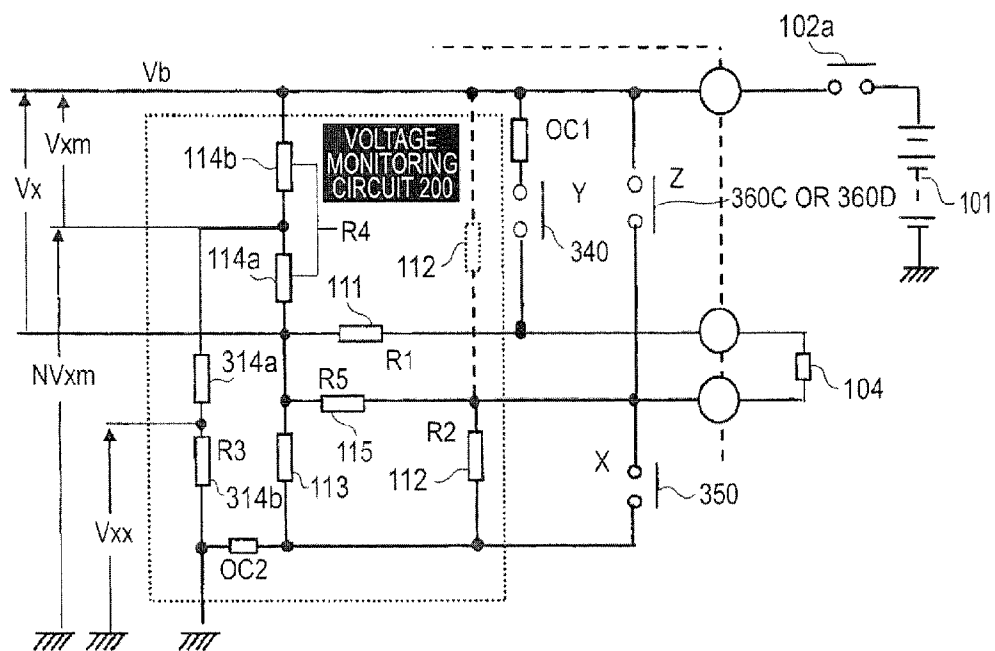 102a
Vb
Vxm
Vx
114b
VOLTAGE
MONITORING
CIRCUIT 200
OC1
Y
Z
360C OR 360D
101
R4
340
114a
112
111
R1
NVxm
314a
104
R5
R3
115
R2
X
314b
113
112
350
Vxx
OC2